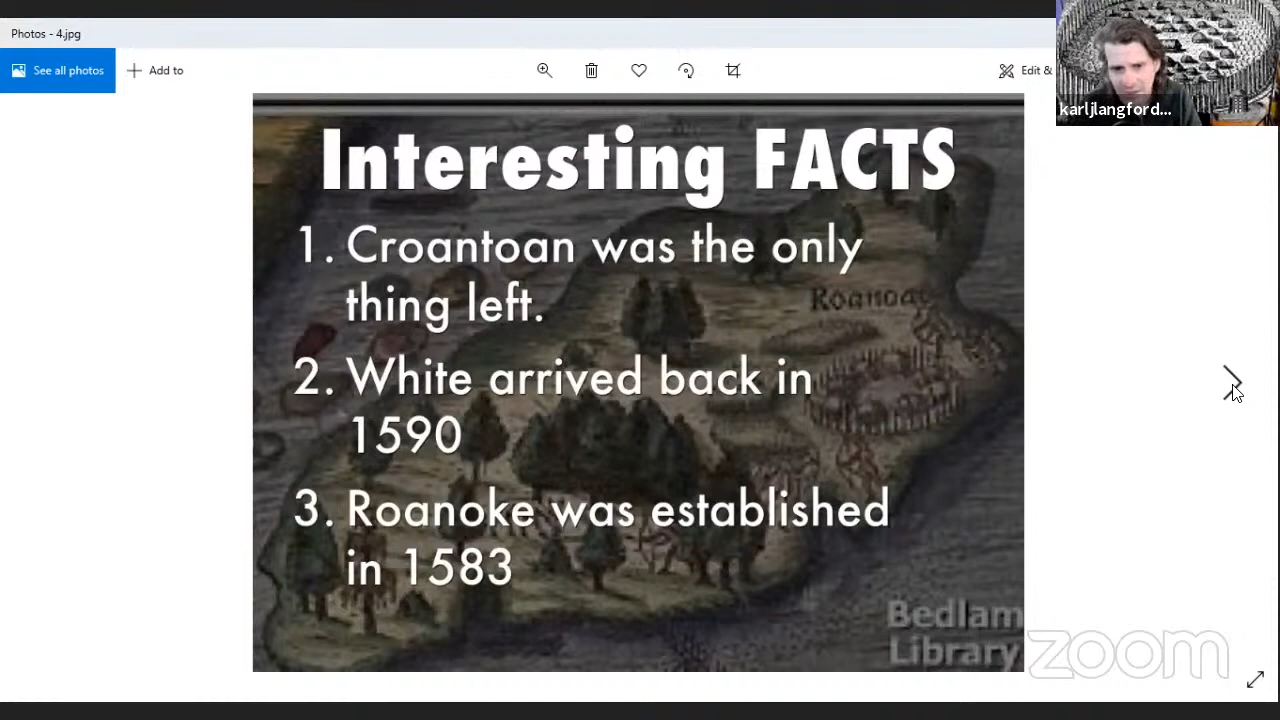 Photos - 4.jpg
See all photos
Add to
Edit &
karljlangford...
Interesting FACTS
1. Croantoan was the only
thing left.
Roanoac
2. White arrived back in
1590
3. Roanoke was established
in 1583
Bedlam
Library
zoom